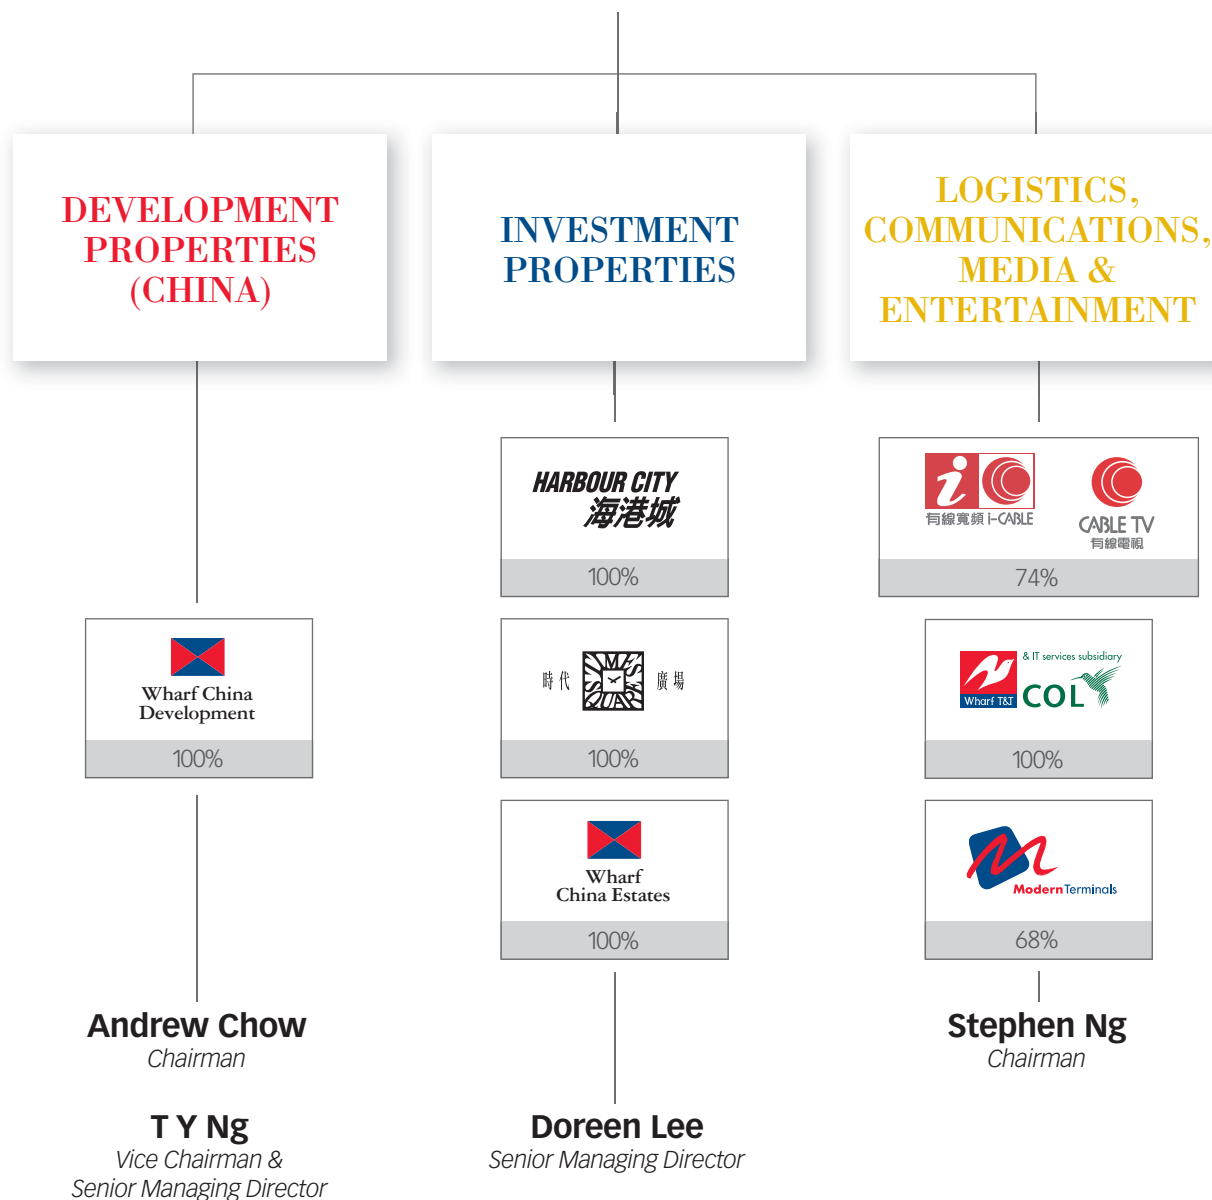 DEVELOPMENT
PROPERTIES
(CHINA)
INVESTMENT
PROPERTIES
LOGISTICS,
COMMUNICATIONS,
MEDIA &
ENTERTAINMENT
Wharf China
Development
100%
HARBOUR CITY
海港城
100%
時代 TIMES SQUARE 廣場
100%
Wharf
China Estates
100%
有線寬頻 i-CABLE
CABLE TV
有線電視
74%
& IT services subsidiary
Wharf T&T COL
100%
Modern Terminals
68%
Andrew Chow
Chairman
T Y Ng
Vice Chairman &
Senior Managing Director
Doreen Lee
Senior Managing Director
Stephen Ng
Chairman